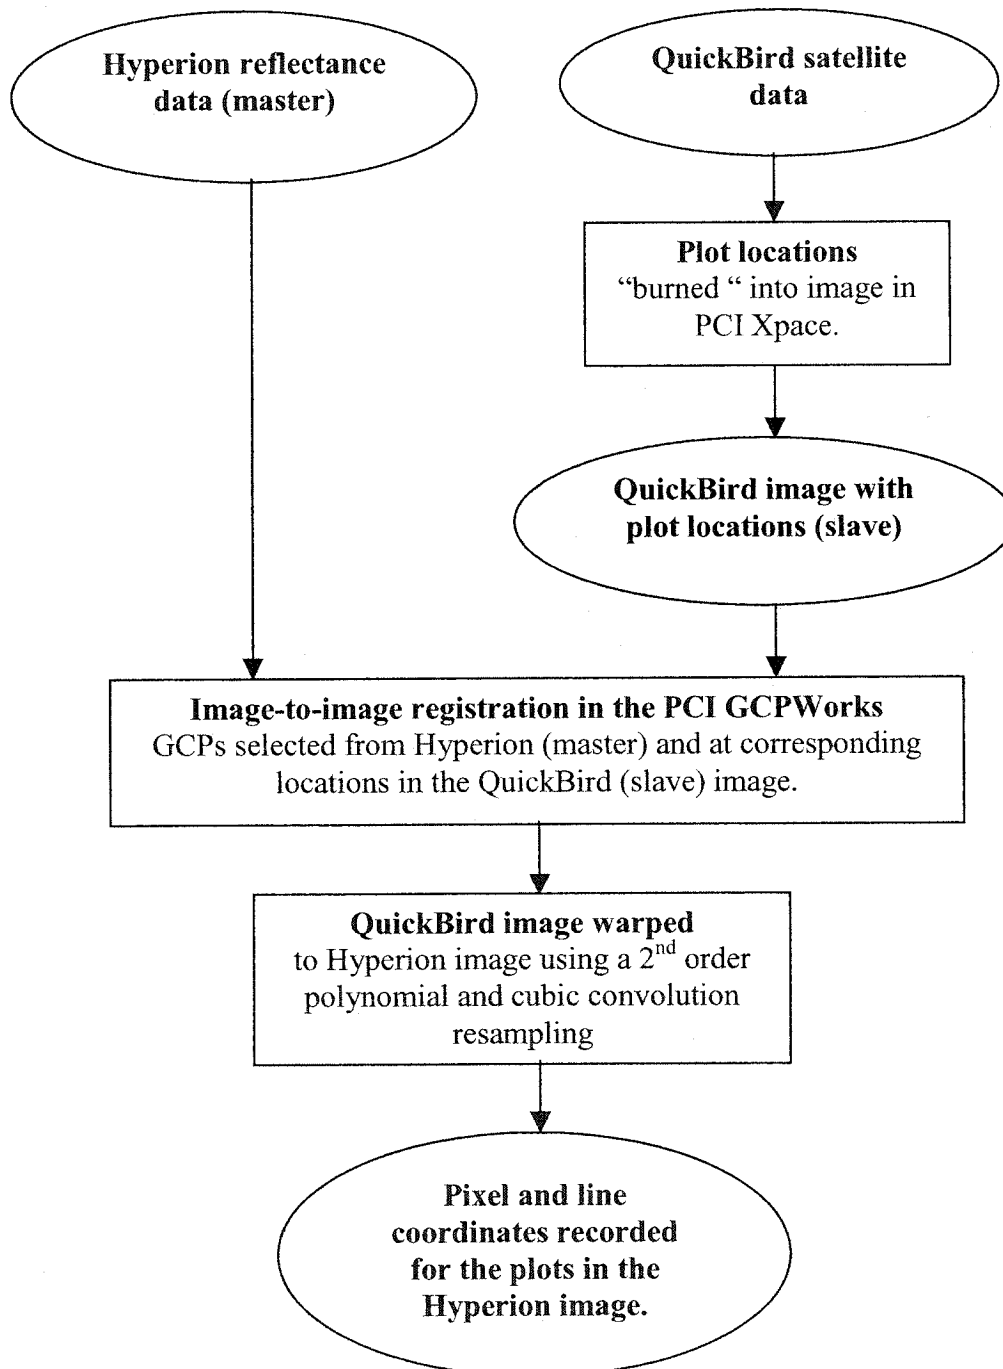 Hyperion reflectance
data (master)
QuickBird satellite
data
Plot locations
“burned “ into image in
PCI Xpace.
QuickBird image with
plot locations (slave)
Image-to-image registration in the PCI GCPWorks
GCPs selected from Hyperion (master) and at corresponding
locations in the QuickBird (slave) image.
QuickBird image warped
to Hyperion image using a 2nd order
polynomial and cubic convolution
resampling
Pixel and line
coordinates recorded
for the plots in the
Hyperion image.